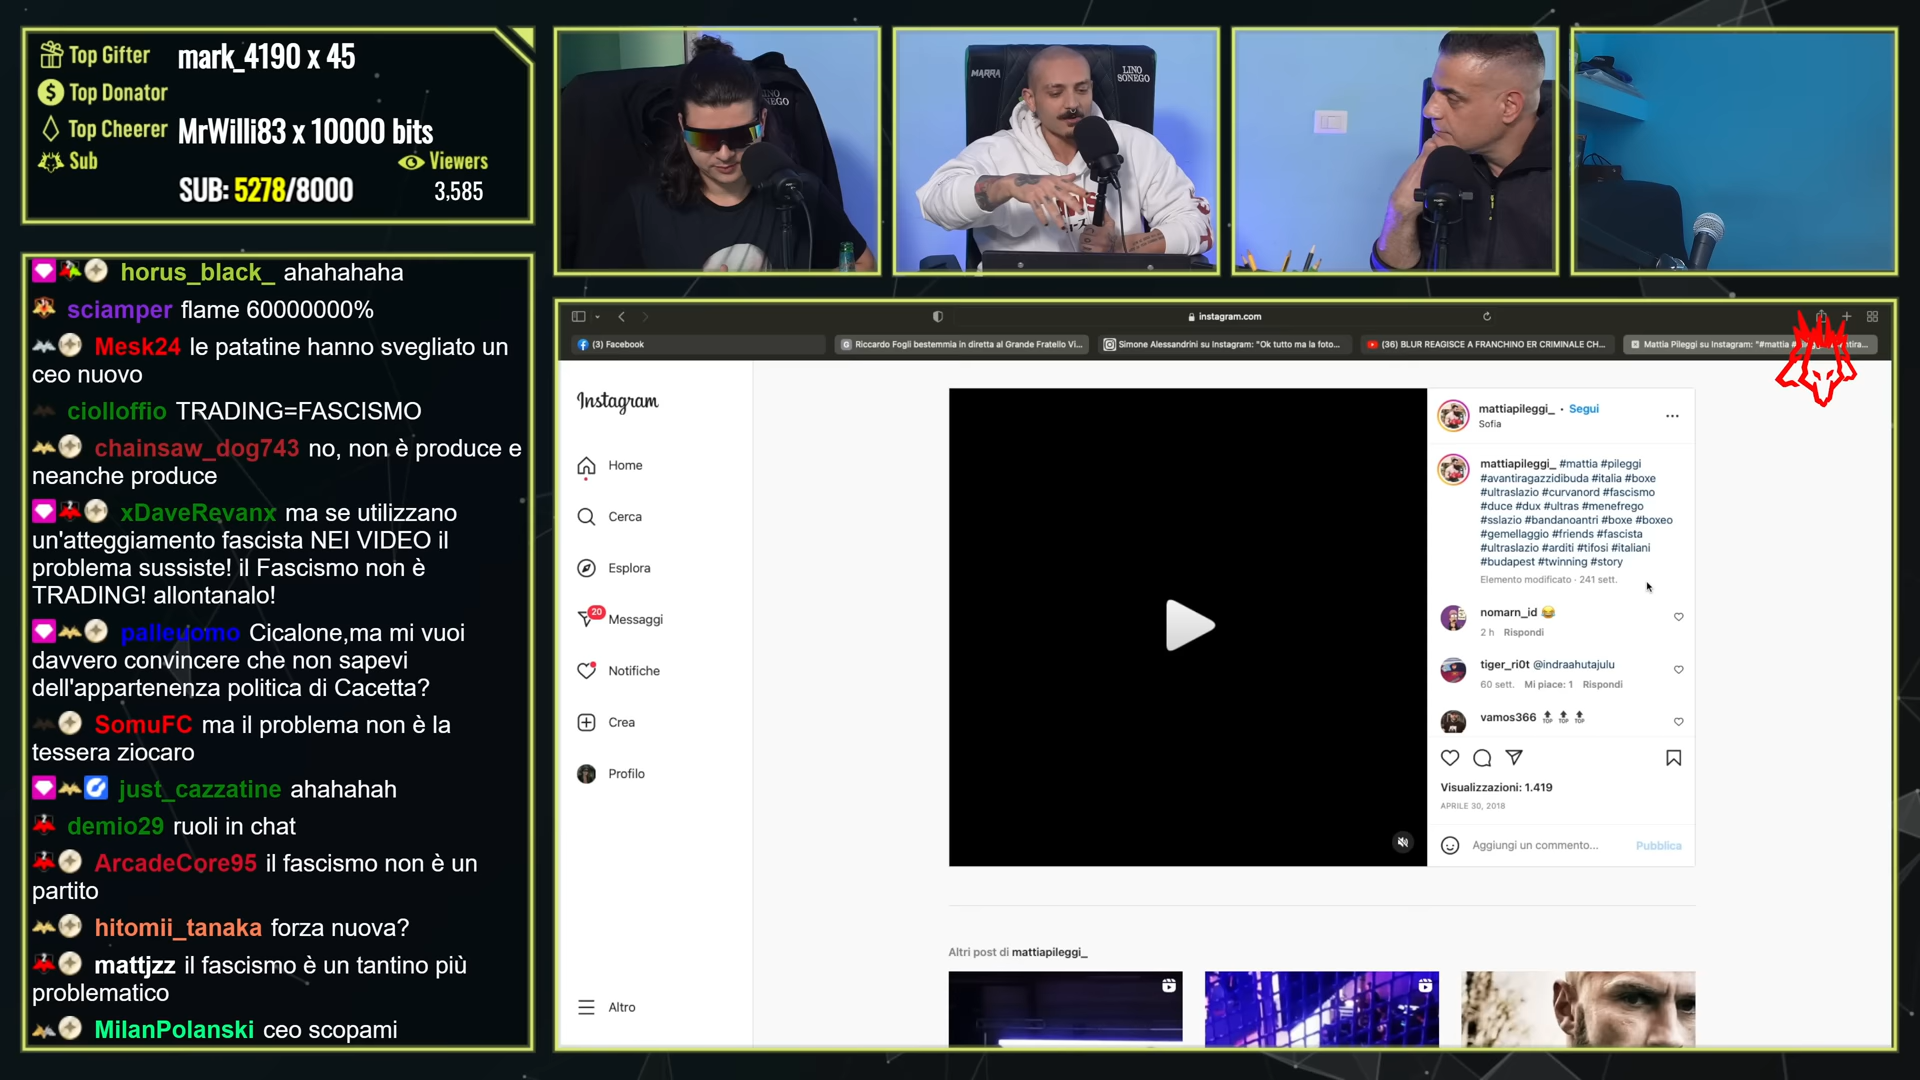 Top Gifter mark_4190 x 45
Top Donator
Top Cheerer MrWilli83 x 10000 bits
Sub
Viewers
SUB: 5278/8000
3,585
horus_black_ ahahahaha
sciamper flame 60000000%
Mesk24 le patatine hanno svegliato un
ceo nuovo
ciolloffio TRADING=FASCISMO
chainsaw_dog743 no, non è produce e
neanche produce
xDaveRevanx ma se utilizzano
un'atteggiamento fascista NEI VIDEO il
problema sussiste! il Fascismo non è
TRADING! allontanalo!
palleuomo Cicalone,ma mi vuoi
davvero convincere che non sapevi
dell'appartenenza politica di Cacetta?
SomuFC ma il problema non è la
tessera ziocaro
just_cazzatine ahahahah
demio29 ruoli in chat
ArcadeCore95 il fascismo non è un
partito
hitomii_tanaka forza nuova?
mattjzz il fascismo è un tantino più
problematico
MilanPolanski ceo scopami
MARRA
LINO
SONEGO
instagram.com
(3) Facebook
Riccardo Fogli bestemmia in diretta al Grande Fratello Vi...
Simone Alessandrini su Instagram: "Ok tutto ma la foto...
(36) BLUR REAGISCE A FRANCHINO ER CRIMINALE CH...
Mattia Pileggi su Instagram: "#mattia
Instagram
Home
Cerca
Esplora
20
Messaggi
Notifiche
Crea
Profilo
Altro
mattiapileggi_ • Segui
Sofia
mattiapileggi_ #mattia #pileggi
#avantiragazzidibuda #italia #boxe
#ultraslazio #curvanord #fascismo
#duce #dux #ultras #menefrego
#sslazio #bandanoantri #boxe #boxeo
#gemellaggio #friends #fascista
#ultraslazio #arditi #tifosi #italiani
#budapest #twinning #story
Elemento modificato · 241 sett.
nomarn_id 😂
2 h Rispondi
tiger_ri0t @indraahutajulu
60 sett. Mi piace: 1 Rispondi
vamos366 🔝🔝🔝
Visualizzazioni: 1.419
APRILE 30, 2018
Aggiungi un commento...
Pubblica
Altri post di mattiapileggi_